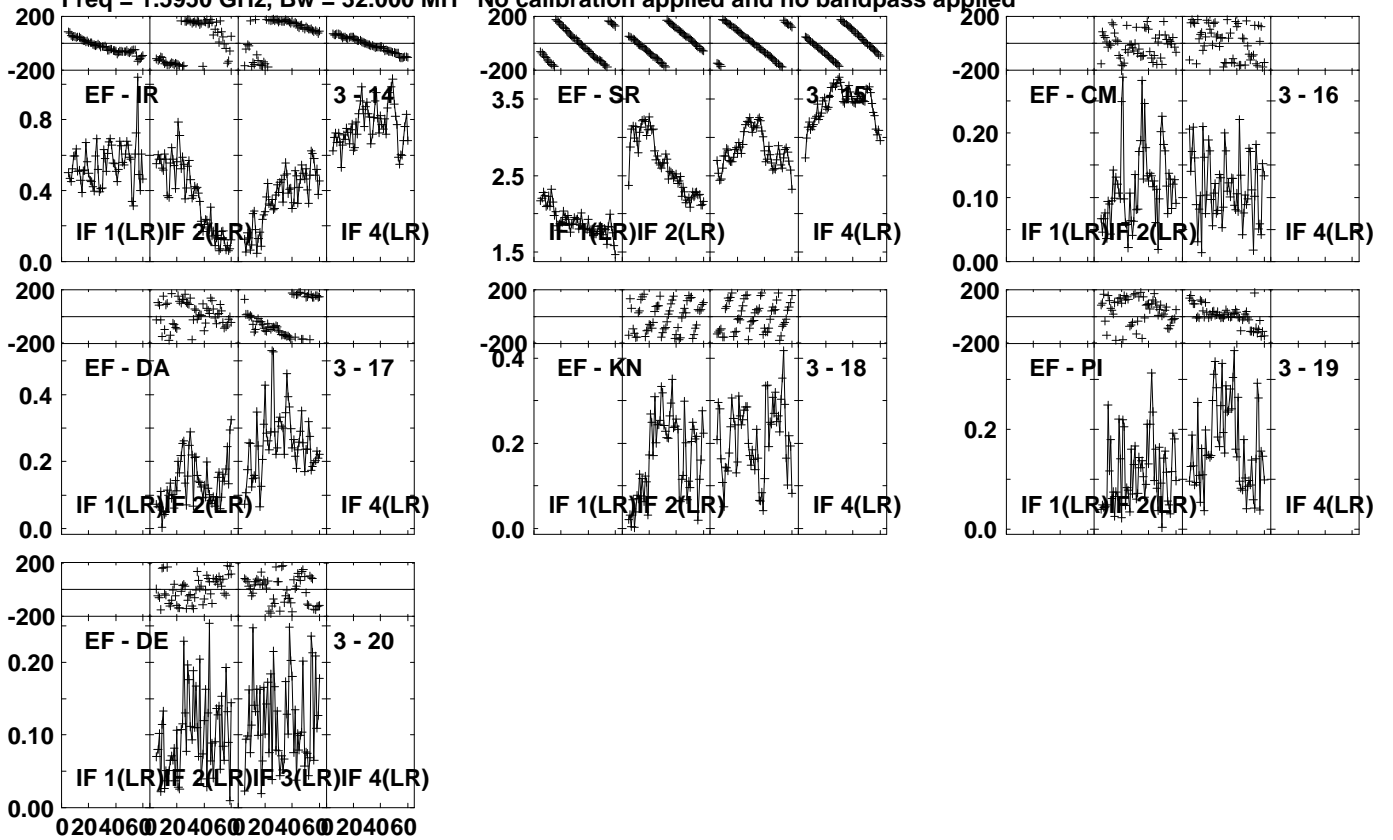 Freq = 1.5950 GHz, Bw = 32.000 MH No calibration applied and no bandpass applied
200
-200
EF - IR 3 - 14
0.8
0.4
0.0
IF 1(LR) IF 2(LR) IF 4(LR)
200
-200
EF - SR 3 - 15
3.5
2.5
1.5
IF 1(LR) IF 2(LR) IF 4(LR)
200
-200
EF - CM 3 - 16
0.20
0.10
0.00
IF 1(LR) IF 2(LR) IF 4(LR)
200
-200
EF - DA 3 - 17
0.4
0.2
0.0
IF 1(LR) IF 2(LR) IF 4(LR)
200
-200
0.4
EF - KN 3 - 18
0.2
0.0
IF 1(LR) IF 2(LR) IF 4(LR)
200
-200
EF - PI 3 - 19
0.2
0.0
IF 1(LR) IF 2(LR) IF 4(LR)
200
-200
EF - DE 3 - 20
0.20
0.10
0.00
IF 1(LR) IF 2(LR) IF 3(LR) IF 4(LR)
0 20 40 60 0 20 40 60 0 20 40 60 0 20 40 60